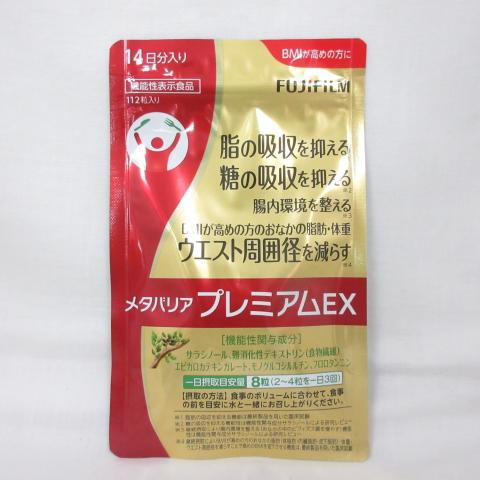 14日分入り
BMIが高めの方に
機能性表示食品
112粒入り
FUJIFILM
脂の吸収を抑える
糖の吸収を抑える※2
腸内環境を整える※3
BMIが高めの方のおなかの脂肪・体重
ウエスト周囲径を減らす※4
メタバリア プレミアムEX
[機能性関与成分]
サラシノール、難消化性デキストリン(食物繊維)
エピガロカテキンガレート、モノグルコシルルチン、フロロタンニン
一日摂取目安量 8粒(2〜4粒を一日3回)
【摂取の方法】食事のボリュームに合わせて、食事
の前を目安に水と一緒にお召し上がりください。